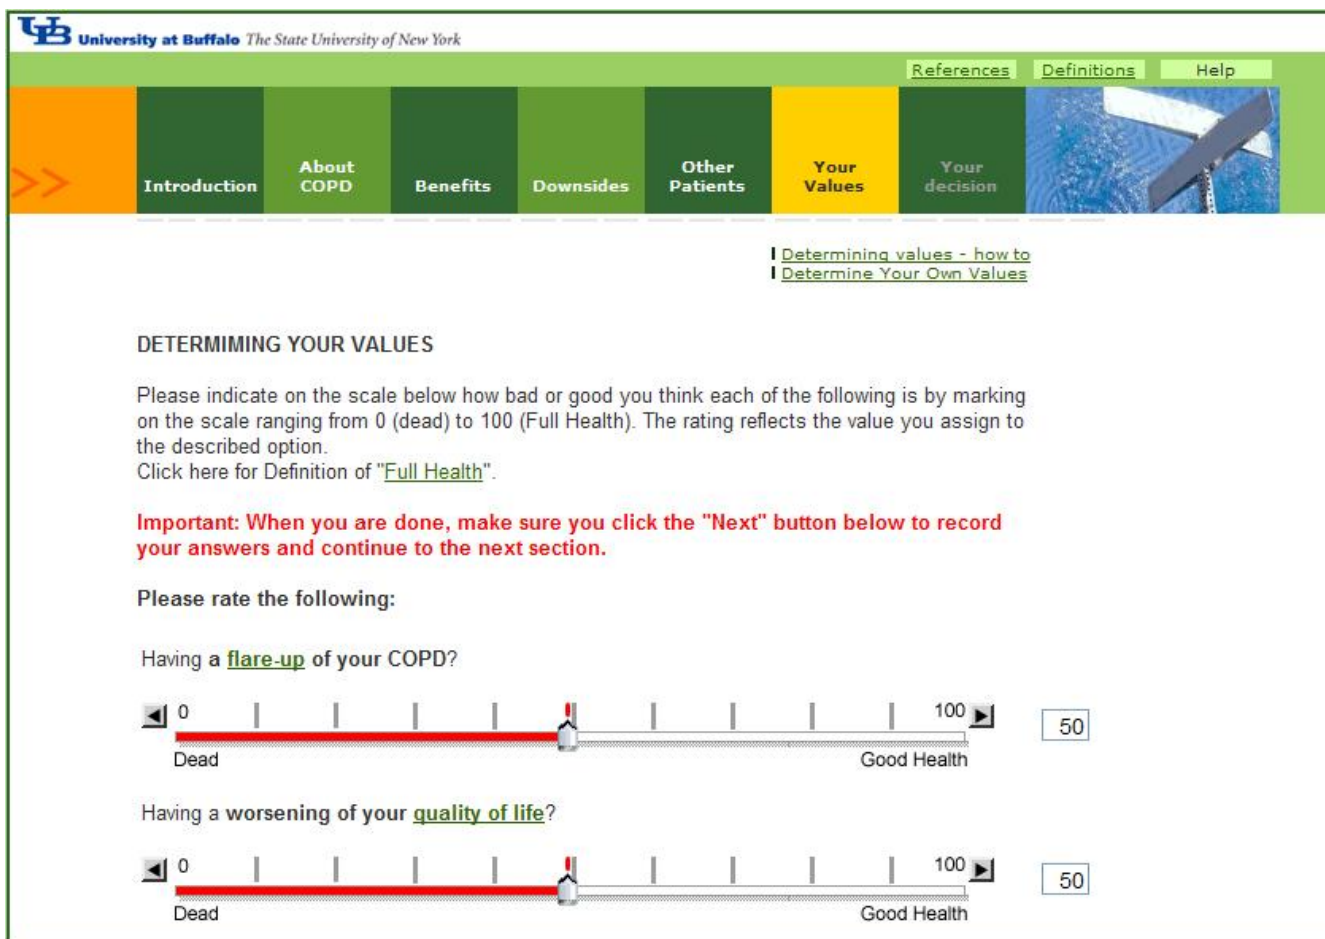 UB University at Buffalo The State University of New York
References Definitions Help
>> Introduction About COPD Benefits Downsides Other Patients Your Values Your decision
Determining values - how to
Determine Your Own Values
DETERMIMING YOUR VALUES
Please indicate on the scale below how bad or good you think each of the following is by marking
on the scale ranging from 0 (dead) to 100 (Full Health). The rating reflects the value you assign to
the described option.
Click here for Definition of "Full Health".
Important: When you are done, make sure you click the "Next" button below to record
your answers and continue to the next section.
Please rate the following:
Having a flare-up of your COPD?
0 100
50
Dead Good Health
Having a worsening of your quality of life?
0 100
50
Dead Good Health